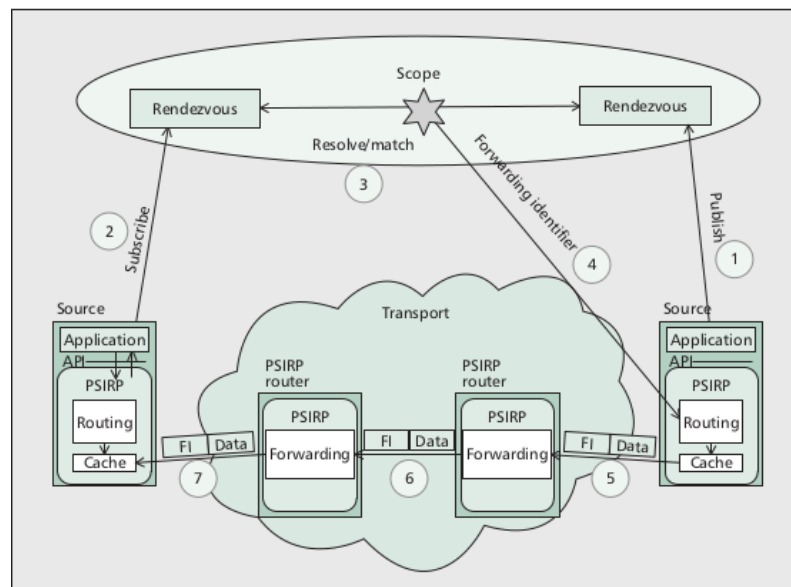 Scope
Rendezvous
Rendezvous
Resolve/match
3
Forwarding identifier
4
2
Subscribe
Publish
1
Source
Application
API
PSIRP
Routing
Cache
Transport
PSIRP
router
PSIRP
Forwarding
PSIRP
router
PSIRP
Forwarding
Source
Application
API
PSIRP
Routing
Cache
FI Data
7
FI Data
6
FI Data
5